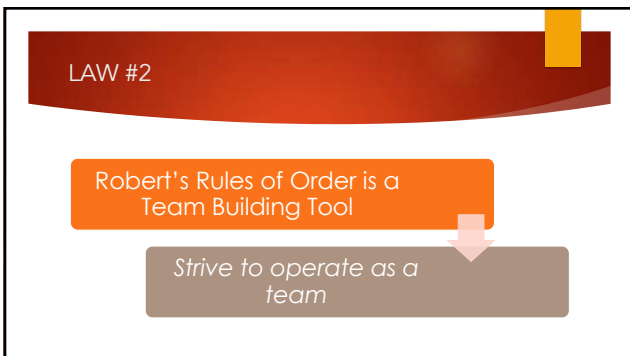 LAW #2
Robert's Rules of Order is a
Team Building Tool
Strive to operate as a
team